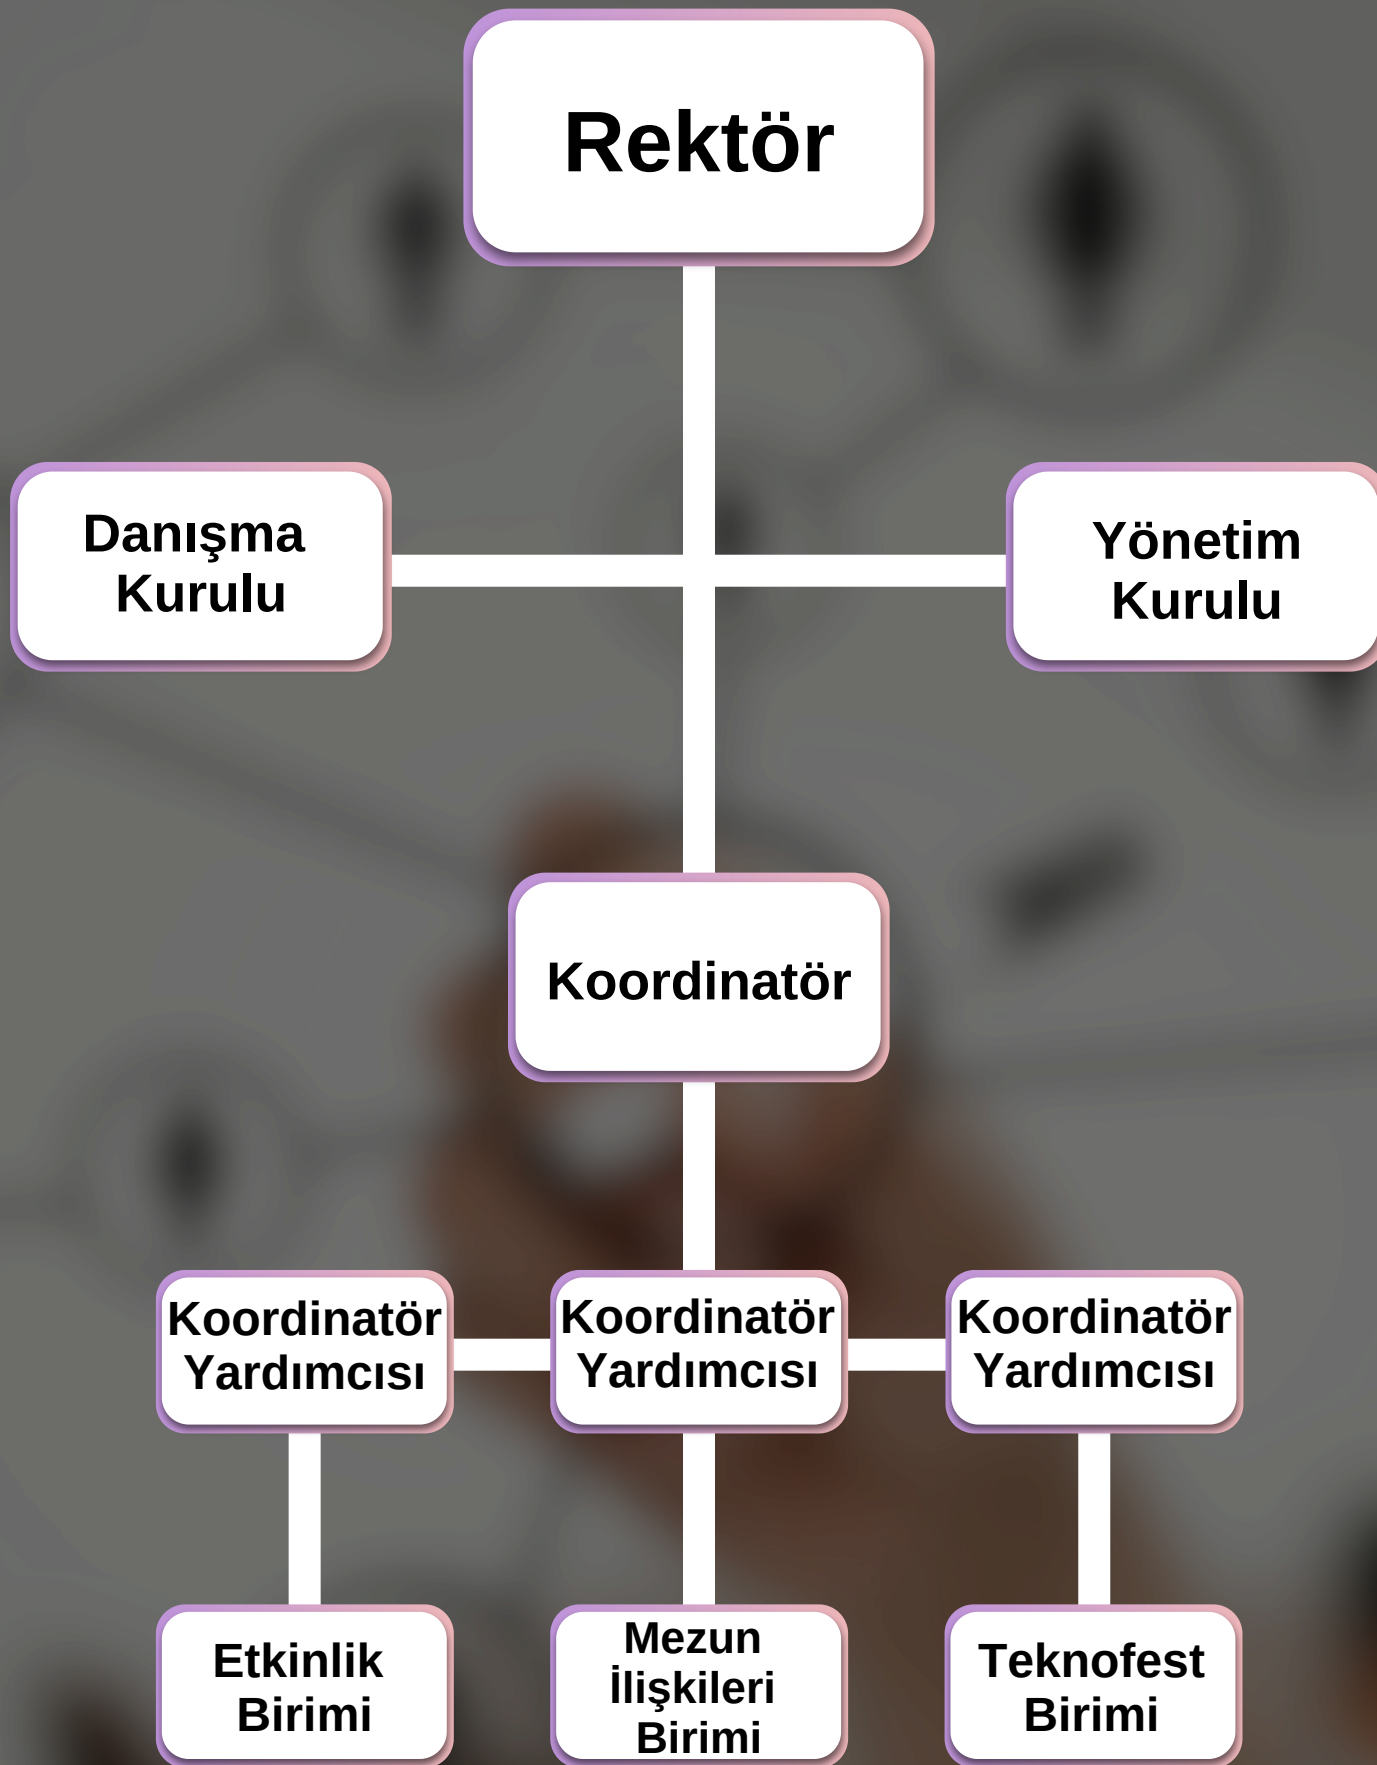 Rektör
Danışma
Kurulu
Yönetim
Kurulu
Koordinatör
Koordinatör
Yardımcısı
Koordinatör
Yardımcısı
Koordinatör
Yardımcısı
Etkinlik
Birimi
Mezun
İlişkileri
Birimi
Teknofest
Birimi